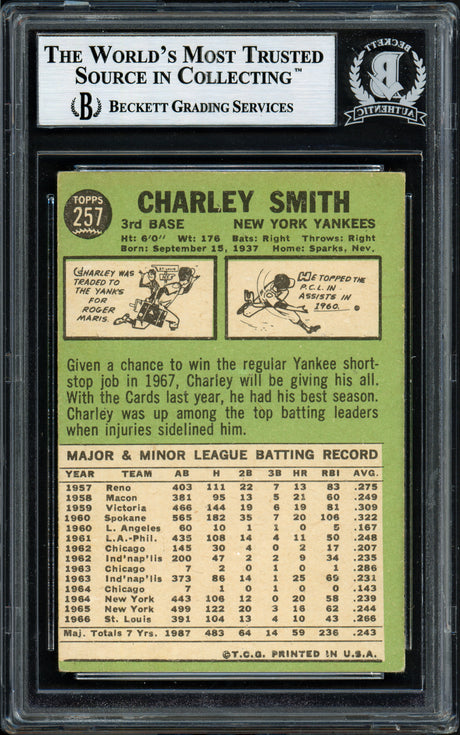 THE WORLD'S MOST TRUSTED
SOURCE IN COLLECTING™
B BECKETT GRADING SERVICES
BECKETT
B
AUTHENTIC
TOPPS
257
CHARLEY SMITH
3rd BASE NEW YORK YANKEES
Ht: 6'0" Wt: 176 Bats: Right Throws: Right
Born: September 15, 1937 Home: Sparks, Nev.
CHARLEY WAS
TRADED TO
THE YANKS
FOR
ROGER
MARIS.
HE TOPPED THE
P.C.L. IN
ASSISTS IN
1960.
Given a chance to win the regular Yankee short-
stop job in 1967, Charley will be giving his all.
With the Cards last year, he had his best season.
Charley was up among the top batting leaders
when injuries sidelined him.
MAJOR & MINOR LEAGUE BATTING RECORD
YEAR TEAM AB H 2B 3B HR RBI AVG.
1957 Reno 403 111 22 7 13 83 .275
1958 Macon 381 95 13 5 21 60 .249
1959 Victoria 466 144 19 6 19 81 .309
1960 Spokane 565 182 35 7 20 106 .322
1960 L. Angeles 60 10 1 1 0 5 .167
1961 L.A.-Phil. 435 108 14 4 11 50 .248
1962 Chicago 145 30 4 0 2 17 .207
1962 Ind'nap'lis 200 47 2 2 9 34 .235
1963 Chicago 7 2 0 1 0 1 .286
1963 Ind'nap'lis 373 86 14 1 25 69 .231
1964 Chicago 7 1 0 1 0 0 .143
1964 New York 443 106 12 0 20 58 .239
1965 New York 499 122 20 3 16 62 .244
1966 St. Louis 391 104 13 4 10 43 .266
Maj. Totals 7 Yrs. 1987 483 64 14 59 236 .243
©T.C.G. PRINTED IN U.S.A.